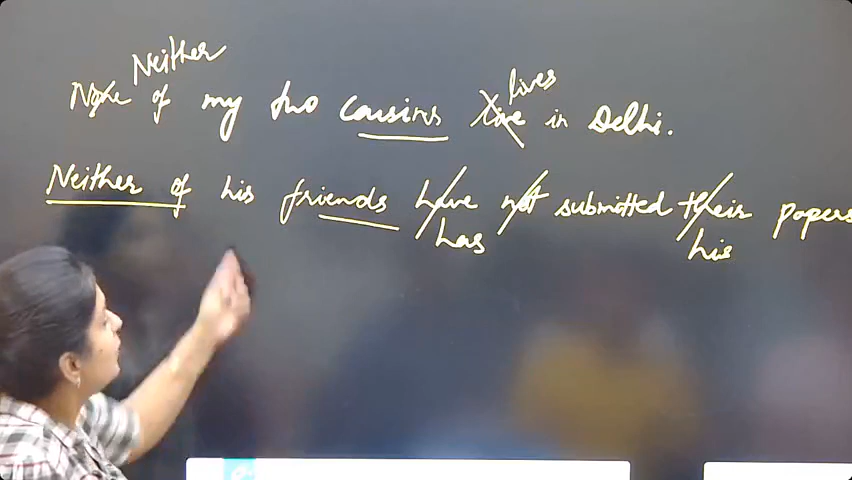 Neither
None of my two cousins live in Delhi.
lives
Neither of his friends have not submitted their papers
has
his